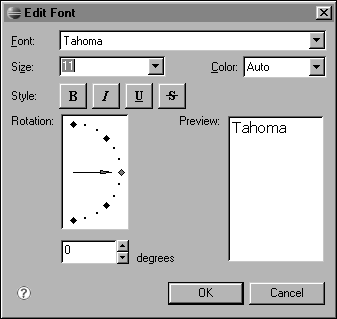 Edit Font
Font: Tahoma
Size: 11 Color: Auto
Style: B I U S
Rotation: Preview:
Tahoma
0 degrees
? OK Cancel